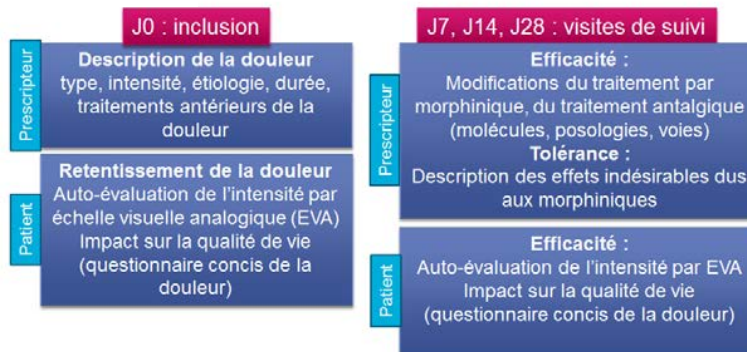 J0 : inclusion
Prescripteur
Description de la douleur
type, intensité, étiologie, durée,
traitements antérieurs de la
douleur
Patient
Retentissement de la douleur
Auto-évaluation de l'intensité par
échelle visuelle analogique (EVA)
Impact sur la qualité de vie
(questionnaire concis de la
douleur)
J7, J14, J28 : visites de suivi
Prescripteur
Efficacité :
Modifications du traitement par
morphinique, du traitement antalgique
(molécules, posologies, voies)
Tolérance :
Description des effets indésirables dus
aux morphiniques
Patient
Efficacité :
Auto-évaluation de l'intensité par EVA
Impact sur la qualité de vie
(questionnaire concis de la douleur)